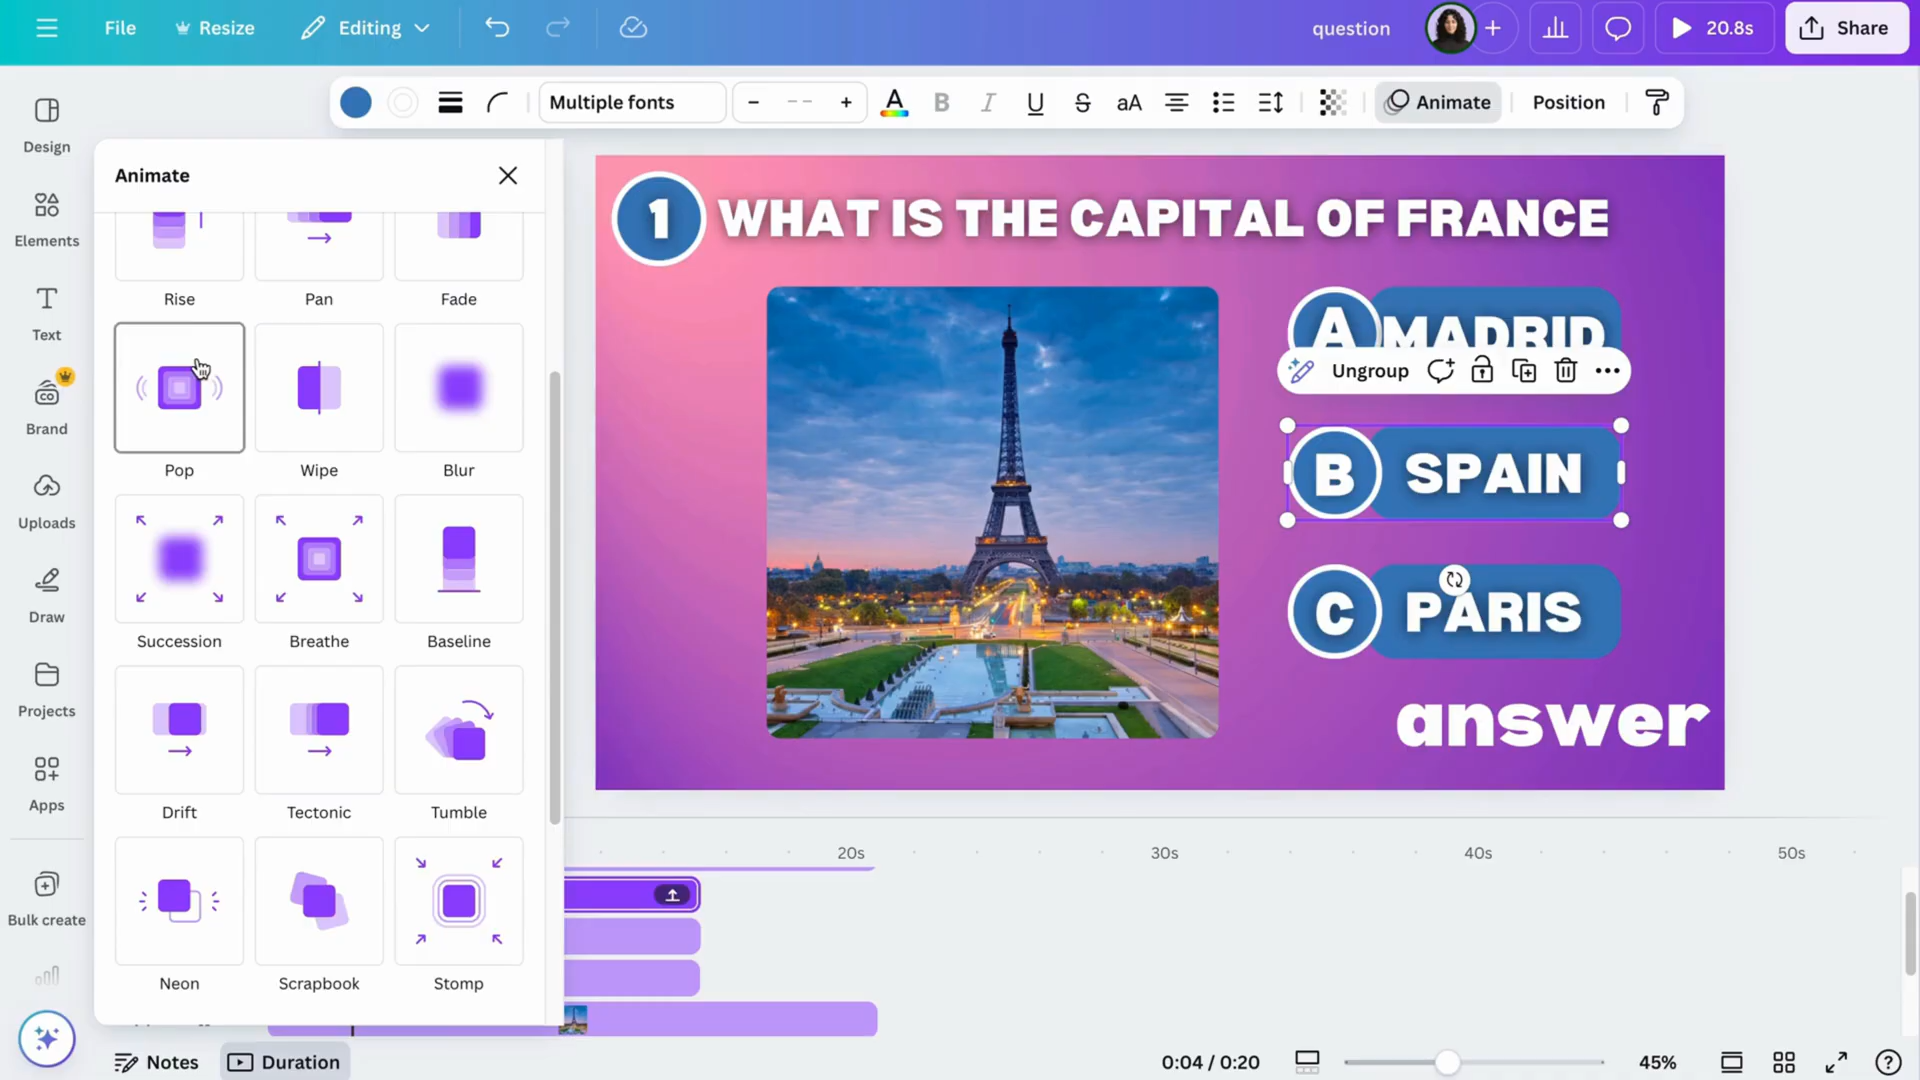 File
Resize
Editing
question
20.8s
Share
Multiple fonts
- -
aA
Animate
Position
Design
Elements
Text
Brand
Uploads
Draw
Projects
Apps
Bulk create
Animate
Rise
Pan
Fade
Pop
Wipe
Blur
Succession
Breathe
Baseline
Drift
Tectonic
Tumble
Neon
Scrapbook
Stomp
1 WHAT IS THE CAPITAL OF FRANCE
A MADRID
Ungroup
B SPAIN
C PARIS
answer
20s
30s
40s
50s
Notes
Duration
0:04 / 0:20
45%